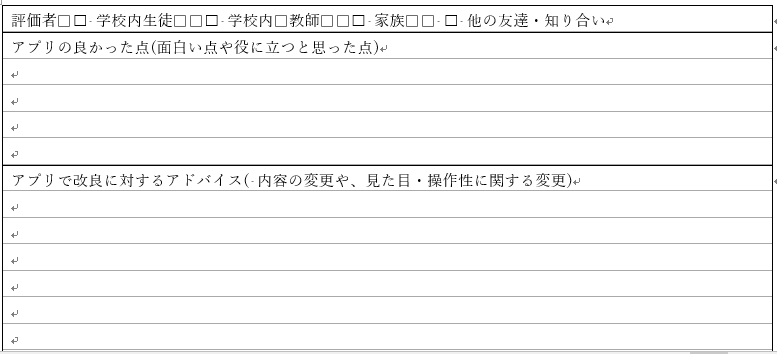 評価者□□ 学校内生徒□□□ 学校内□教師□□□ 家族□□ □ 他の友達・知り合い
アプリの良かった点(面白い点や役に立つと思った点)
アプリで改良に対するアドバイス( 内容の変更や、見た目・操作性に関する変更)